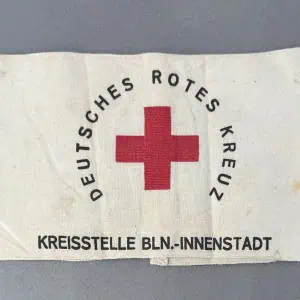 DEUTSCHES ROTES KREUZ
KREISSTELLE BLN.-INNENSTADT